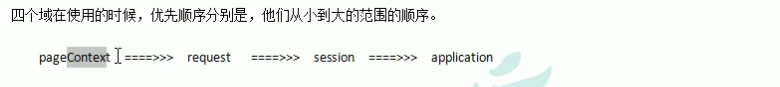 四个域在使用的时候，优先顺序分别是，他们从小到大的范围的顺序。
pageContext ====>>> request ====>>> session ====>>> application